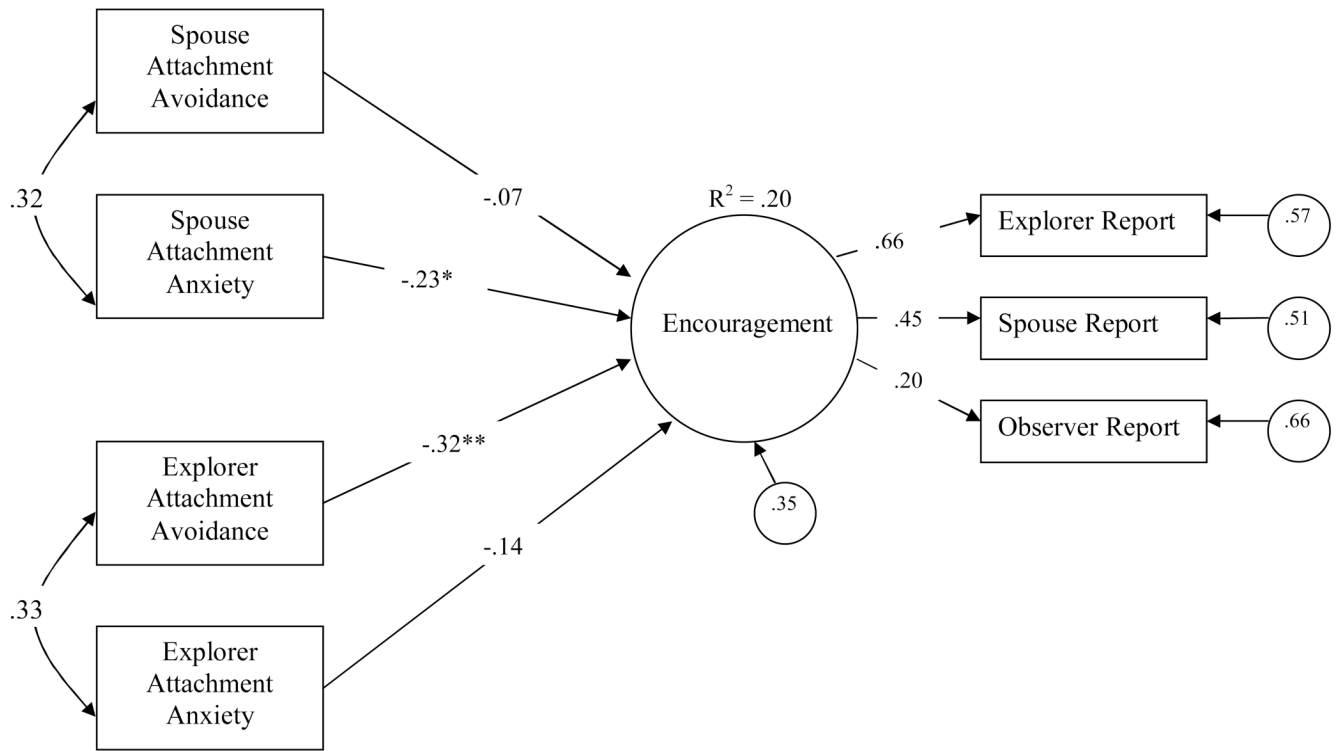 Spouse
Attachment
Avoidance
.32
Spouse
Attachment
Anxiety
Explorer
Attachment
Avoidance
.33
Explorer
Attachment
Anxiety
-.07
-.23*
-.32**
-.14
R² = .20
Encouragement
.35
.66
.45
.20
Explorer Report
.57
Spouse Report
.51
Observer Report
.66